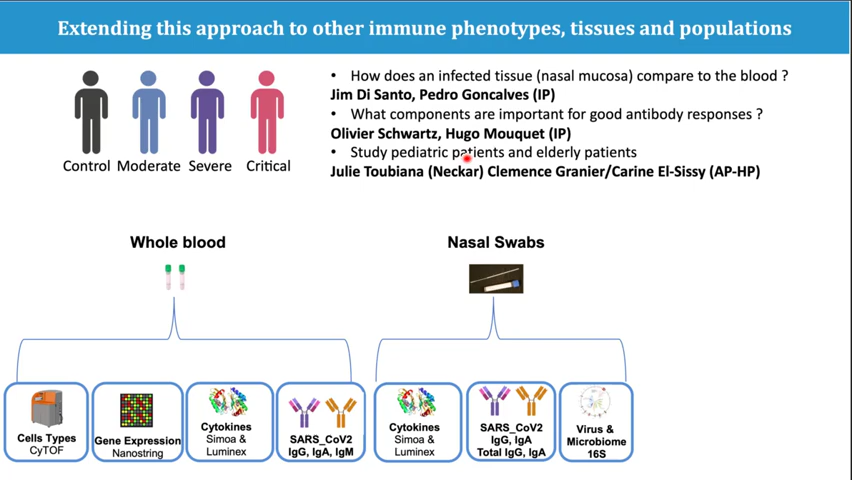 Extending this approach to other immune phenotypes, tissues and populations
Control Moderate Severe Critical
• How does an infected tissue (nasal mucosa) compare to the blood ?
Jim Di Santo, Pedro Goncalves (IP)
• What components are important for good antibody responses ?
Olivier Schwartz, Hugo Mouquet (IP)
• Study pediatric patients and elderly patients
Julie Toubiana (Neckar) Clemence Granier/Carine El-Sissy (AP-HP)
Whole blood
Nasal Swabs
Cells Types
CyTOF
Gene Expression
Nanostring
Cytokines
Simoa &
Luminex
SARS_CoV2
IgG, IgA, IgM
Cytokines
Simoa &
Luminex
SARS_CoV2
IgG, IgA
Total IgG, IgA
Virus &
Microbiome
16S